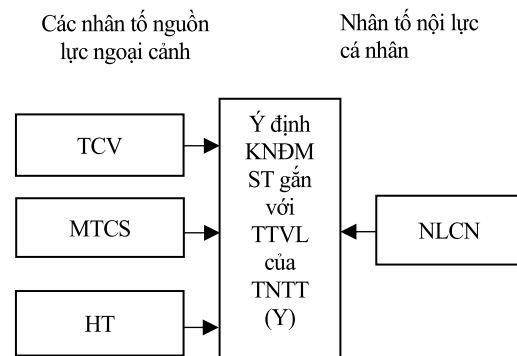 Các nhân tố nguồn
lực ngoại cảnh
Nhân tố nội lực
cá nhân
TCV
MTCS
HT
Ý định
KNĐM
ST gắn
với
TTVL
của
TNTT
(Y)
NLCN